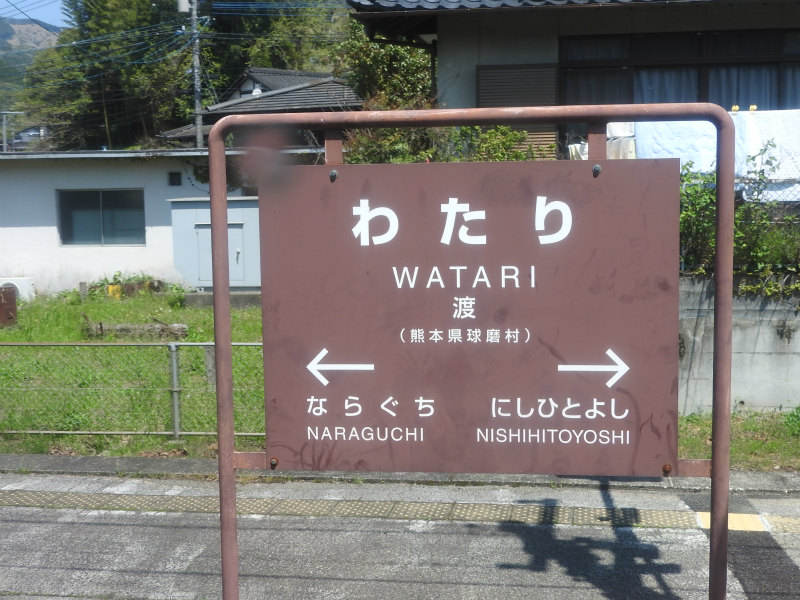 わたり
WATARI
渡
(熊本県球磨村)
← →
ならぐち にしひとよし
NARAGUCHI NISHIHITOYOSHI